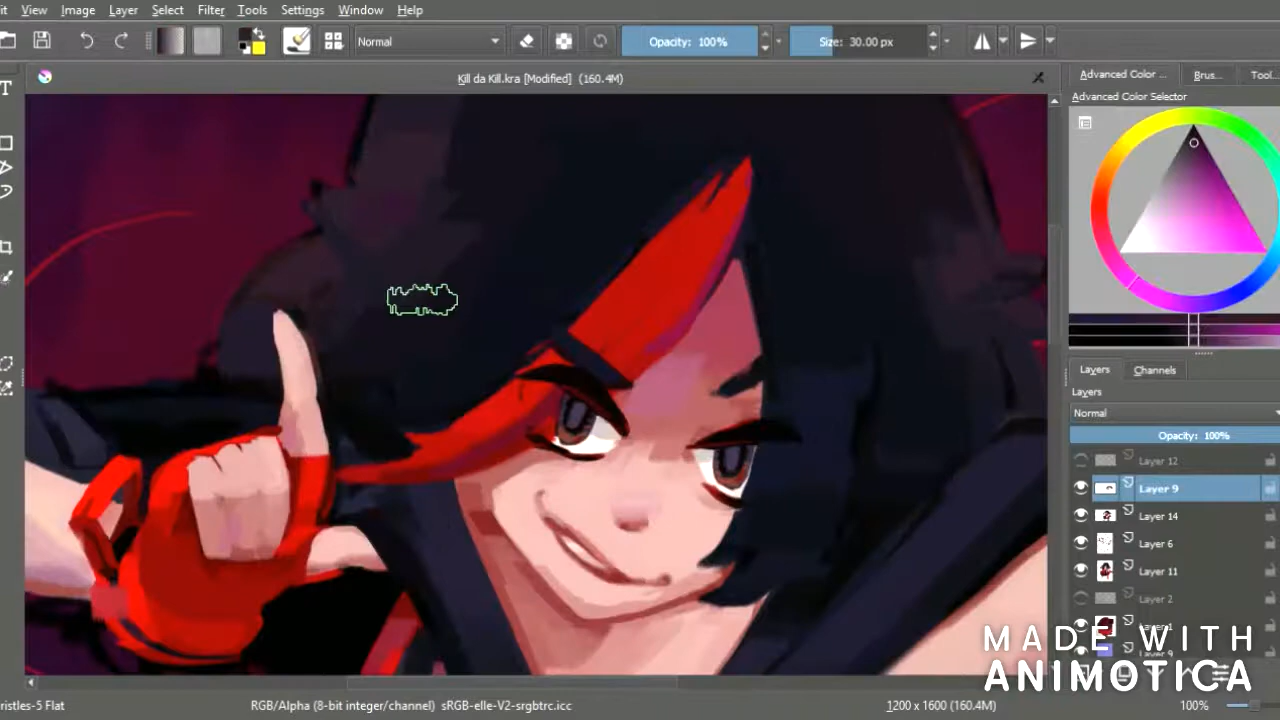 it View Image Layer Filter Select Tools Settings Window Help
Normal Opacity: 100% Size: 30.00 px
Kill da Kill.kra [Modified] (160.4M)
Advanced Color ... Brus... Tool...
Advanced Color Selector
T
Layers Channels
Layers
Normal
Opacity: 100%
Layer 12
Layer 9
Layer 14
Layer 6
Layer 11
Layer 2
Layer 1
MADE WITH
ANIMOTICA
ristles-5 Flat RGB/Alpha (8-bit integer/channel) sRGB-elle-V2-srgbtrc.icc 1200 x 1600 (160.4M) 100%